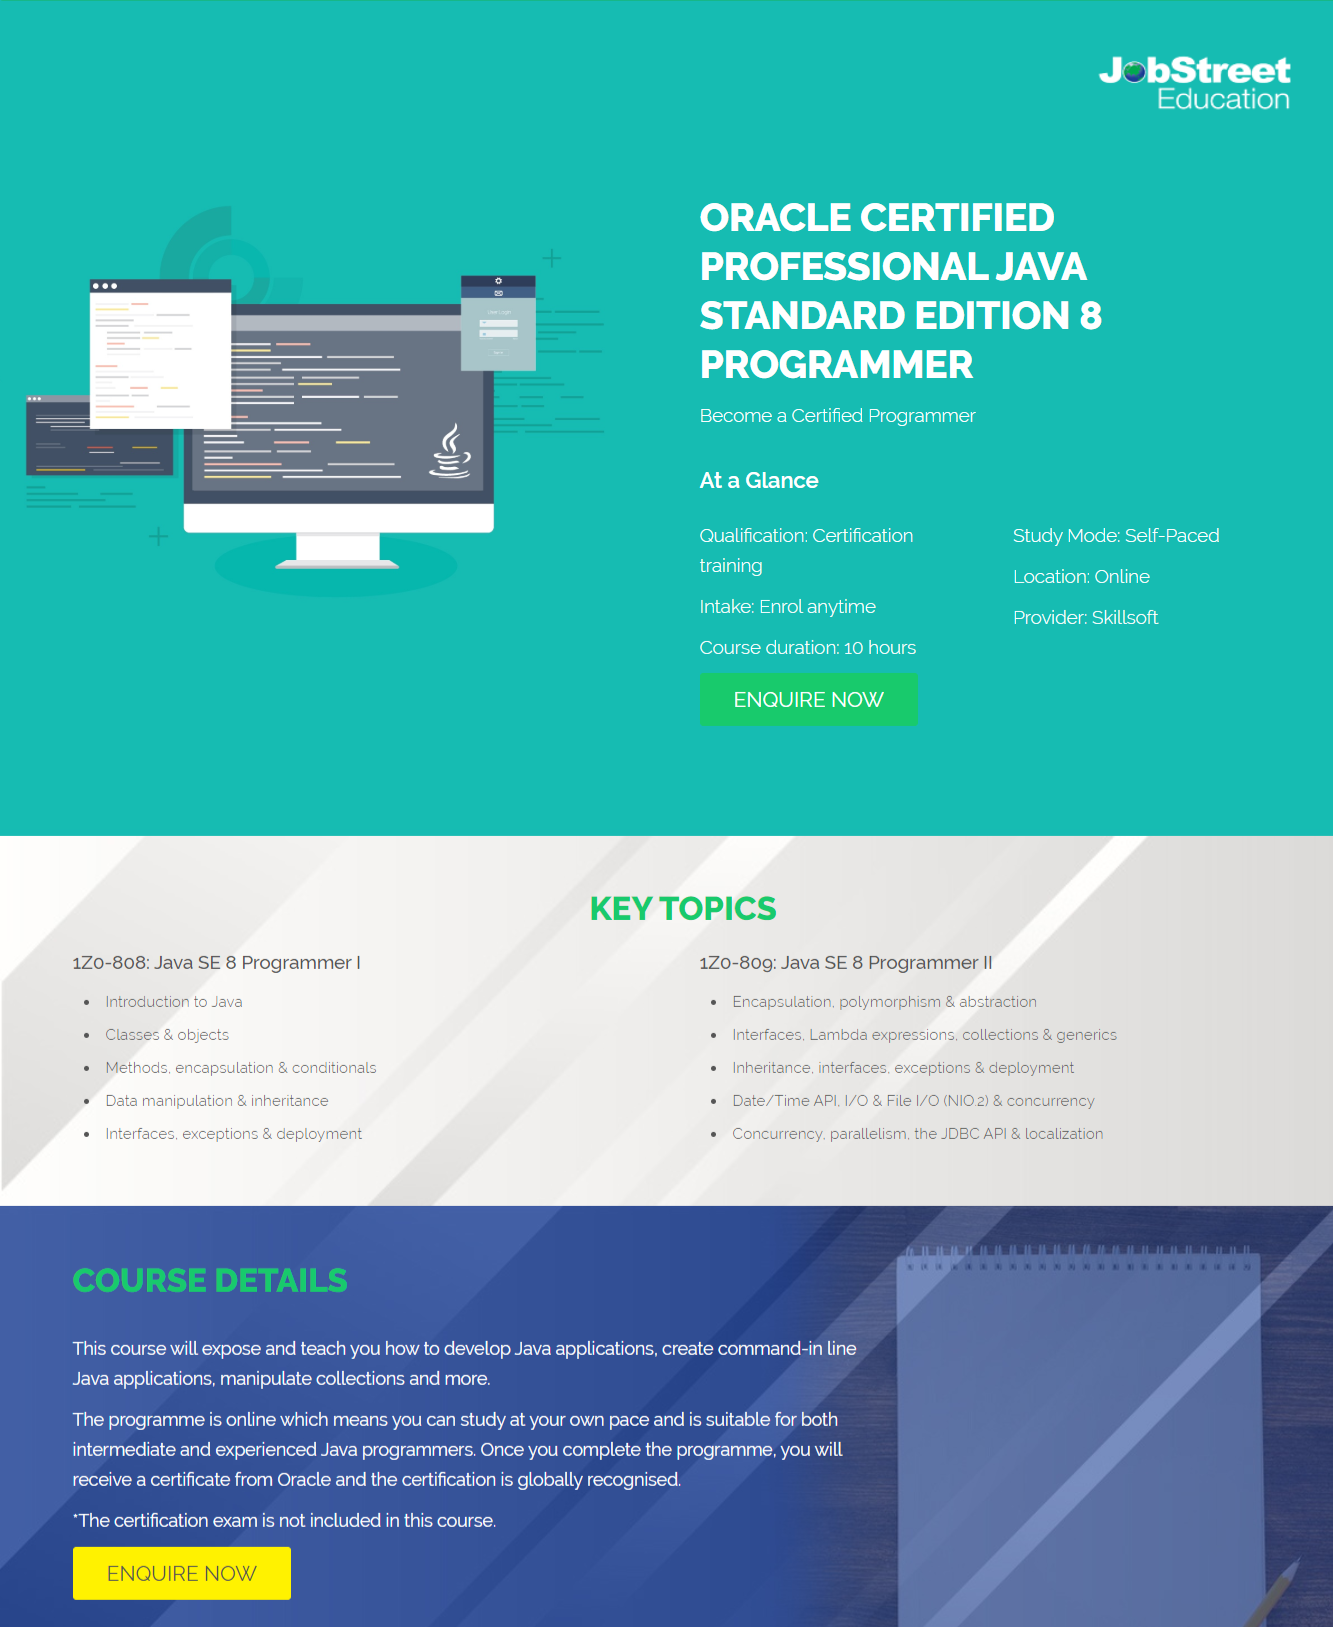 JobStreet
Education
ORACLE CERTIFIED
PROFESSIONAL JAVA
STANDARD EDITION 8
PROGRAMMER
Become a Certified Programmer
At a Glance
Qualification: Certification
training
Intake: Enrol anytime
Course duration: 10 hours
Study Mode: Self-Paced
Location: Online
Provider: Skillsoft
ENQUIRE NOW
KEY TOPICS
1Z0-808: Java SE 8 Programmer I
• Introduction to Java
• Classes & objects
• Methods, encapsulation & conditionals
• Data manipulation & inheritance
• Interfaces, exceptions & deployment
1Z0-809: Java SE 8 Programmer II
• Encapsulation, polymorphism & abstraction
• Interfaces, Lambda expressions, collections & generics
• Inheritance, interfaces, exceptions & deployment
• Date/Time API, I/O & File I/O (NIO.2) & concurrency
• Concurrency, parallelism, the JDBC API & localization
COURSE DETAILS
This course will expose and teach you how to develop Java applications, create command-in line
Java applications, manipulate collections and more.
The programme is online which means you can study at your own pace and is suitable for both
intermediate and experienced Java programmers. Once you complete the programme, you will
receive a certificate from Oracle and the certification is globally recognised.
*The certification exam is not included in this course.
ENQUIRE NOW